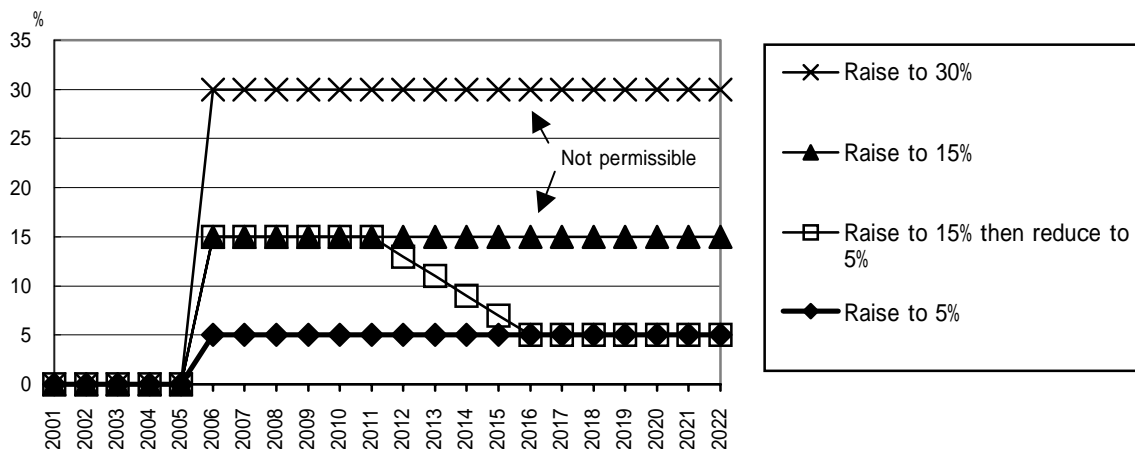 %
35
30
25
20
15
10
5
0
Not permissible
2001 2002 2003 2004 2005 2006 2007 2008 2009 2010 2011 2012 2013 2014 2015 2016 2017 2018 2019 2020 2021 2022
Raise to 30%
Raise to 15%
Raise to 15% then reduce to
5%
Raise to 5%